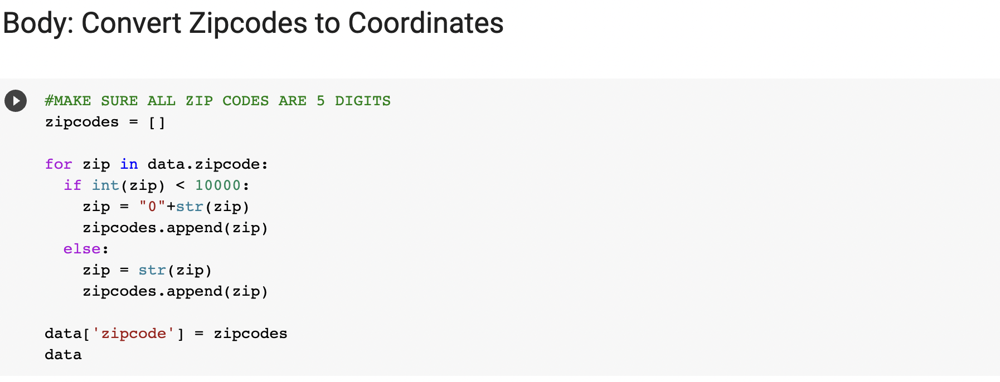 Body: Convert Zipcodes to Coordinates
#MAKE SURE ALL ZIP CODES ARE 5 DIGITS
zipcodes = []
for zip in data.zipcode:
  if int(zip) < 10000:
    zip = "0"+str(zip)
    zipcodes.append(zip)
  else:
    zip = str(zip)
    zipcodes.append(zip)
data['zipcode'] = zipcodes
data